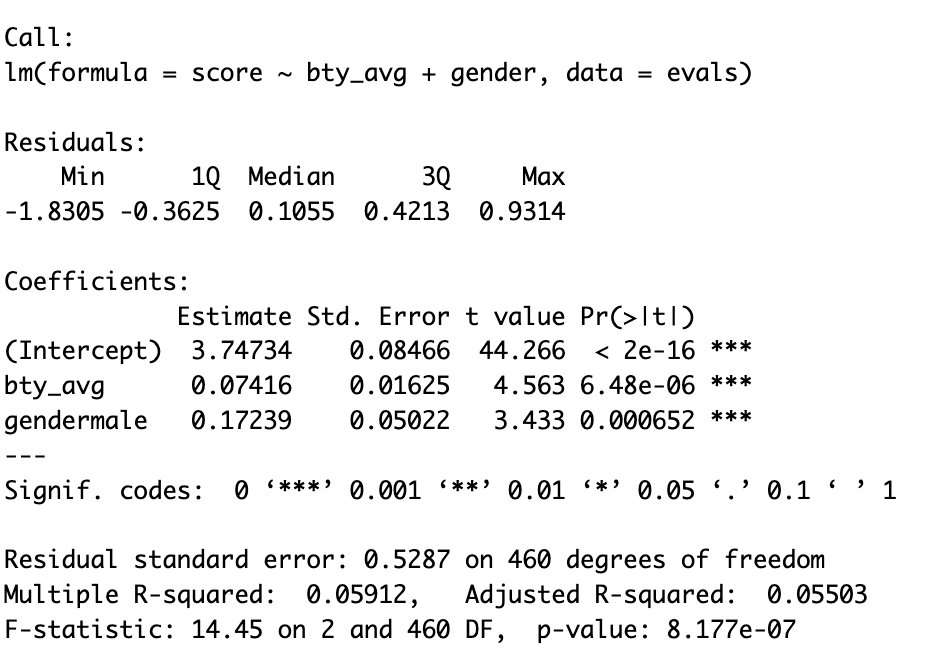 Call:
lm(formula = score ~ bty_avg + gender, data = evals)
Residuals:
    Min      1Q  Median      3Q     Max
-1.8305 -0.3625  0.1055  0.4213  0.9314
Coefficients:
            Estimate Std. Error t value Pr(>|t|)
(Intercept)  3.74734    0.08466  44.266  < 2e-16 ***
bty_avg      0.07416    0.01625   4.563 6.48e-06 ***
gendermale   0.17239    0.05022   3.433 0.000652 ***
---
Signif. codes:  0 ‘***’ 0.001 ‘**’ 0.01 ‘*’ 0.05 ‘.’ 0.1 ‘ ’ 1
Residual standard error: 0.5287 on 460 degrees of freedom
Multiple R-squared:  0.05912,   Adjusted R-squared:  0.05503
F-statistic: 14.45 on 2 and 460 DF,  p-value: 8.177e-07